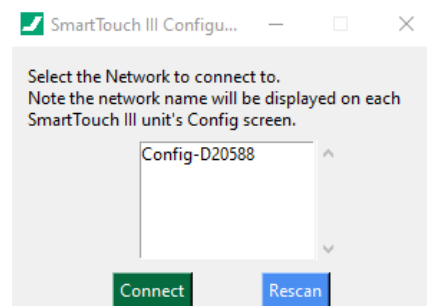 SmartTouch III Configu...
Select the Network to connect to.
Note the network name will be displayed on each
SmartTouch III unit's Config screen.
Config-D20588
Connect Rescan